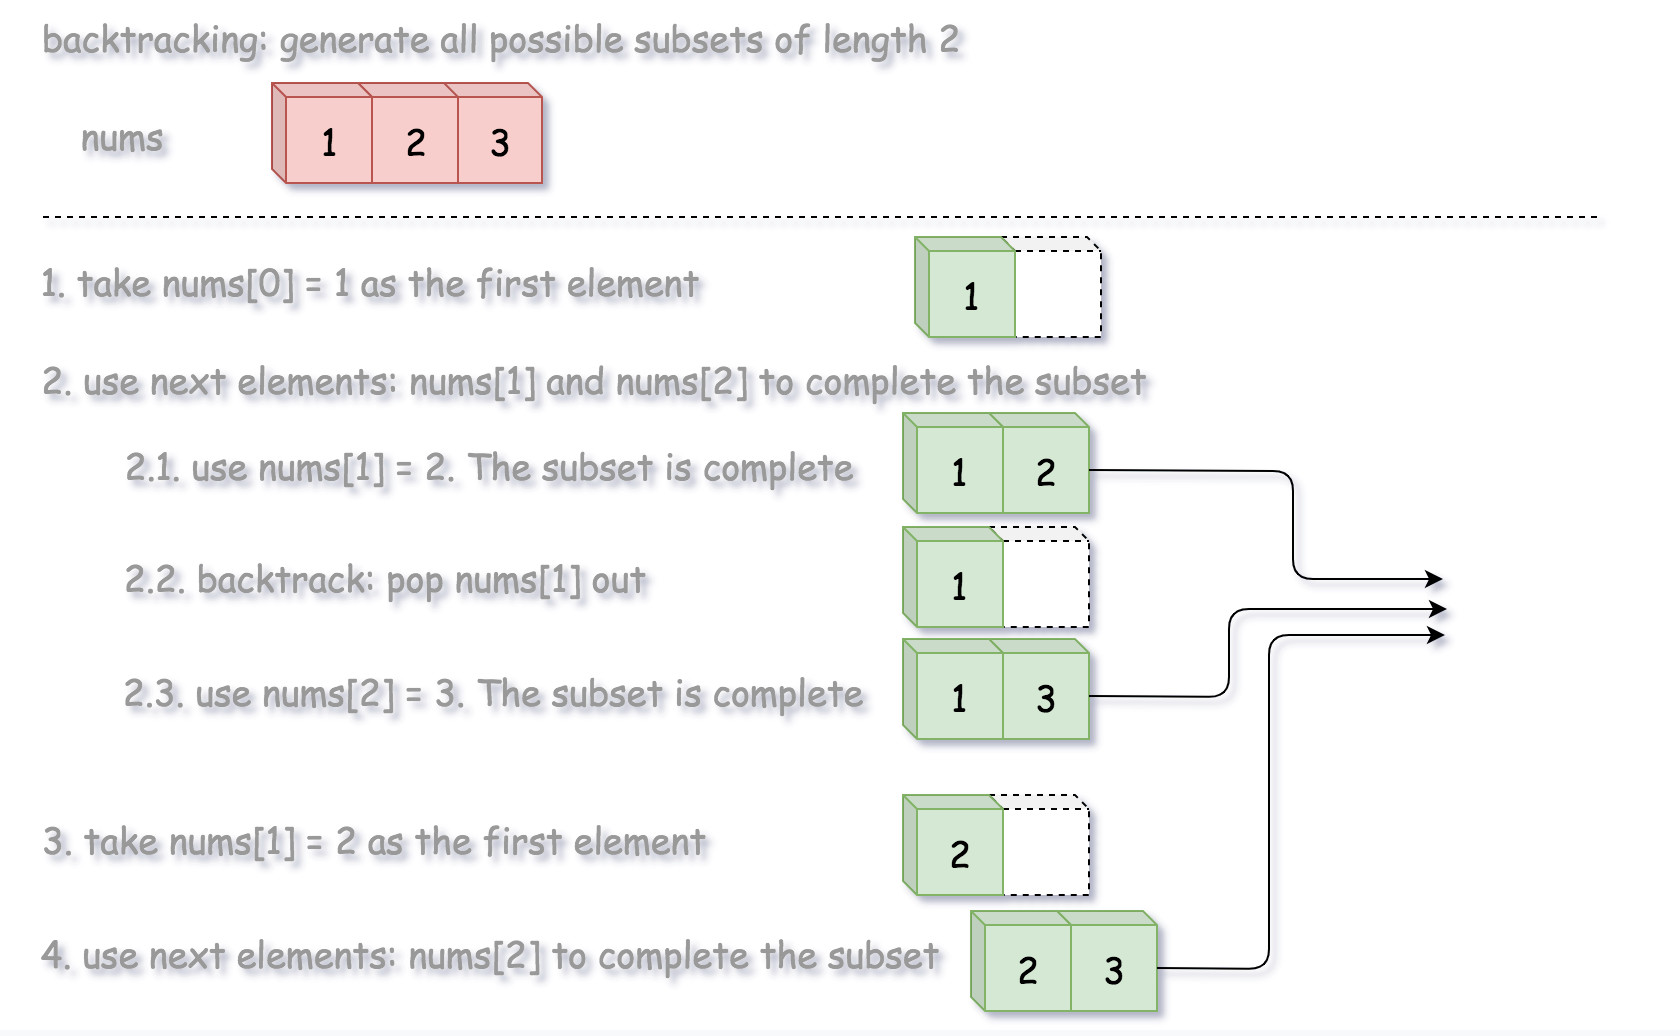 backtracking: generate all possible subsets of length 2
nums 1 2 3
1. take nums[0] = 1 as the first element 1
2. use next elements: nums[1] and nums[2] to complete the subset
2.1. use nums[1] = 2. The subset is complete 1 2
2.2. backtrack: pop nums[1] out 1
2.3. use nums[2] = 3. The subset is complete 1 3
3. take nums[1] = 2 as the first element 2
4. use next elements: nums[2] to complete the subset 2 3